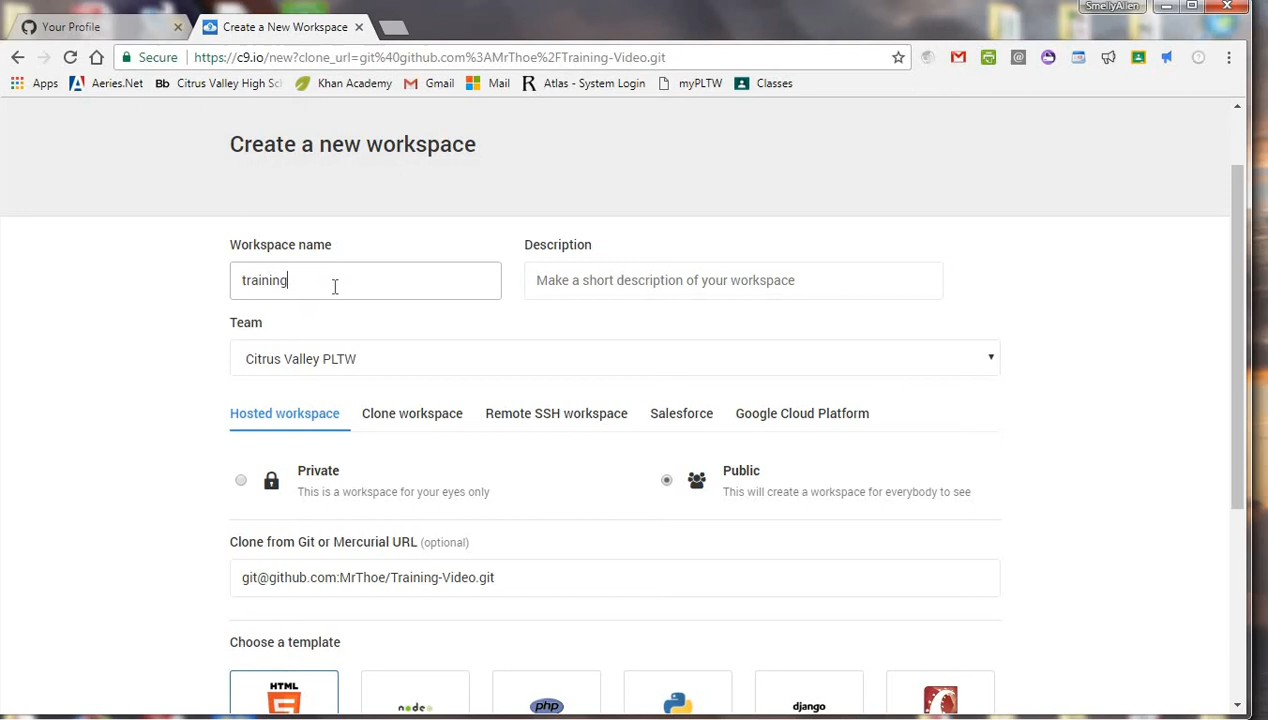 SmellyAllen
Your Profile
Create a New Workspace
Secure
https://c9.io/new?clone_url=git%40github.com%3AMrThoe%2FTraining-Video.git
Apps
Aeries.Net
Bb Citrus Valley High Sch
Khan Academy
Gmail
Mail
R Atlas - System Login
myPLTW
Classes
Create a new workspace
Workspace name
Description
training
Make a short description of your workspace
Team
Citrus Valley PLTW
Hosted workspace
Clone workspace
Remote SSH workspace
Salesforce
Google Cloud Platform
Private
This is a workspace for your eyes only
Public
This will create a workspace for everybody to see
Clone from Git or Mercurial URL (optional)
git@github.com:MrThoe/Training-Video.git
Choose a template
HTML
node
php
django